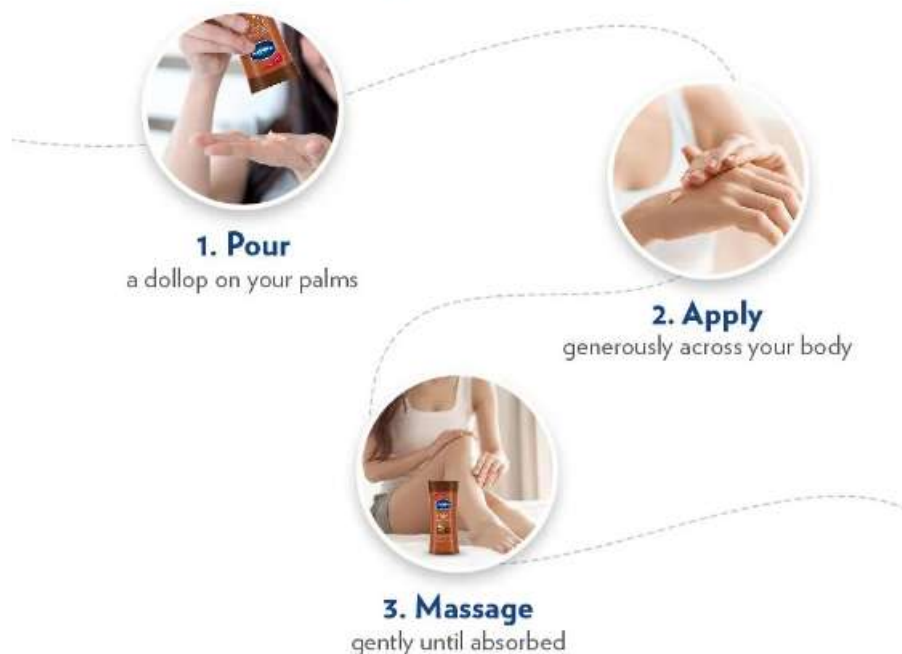 1. Pour
a dollop on your palms
2. Apply
generously across your body
3. Massage
gently until absorbed